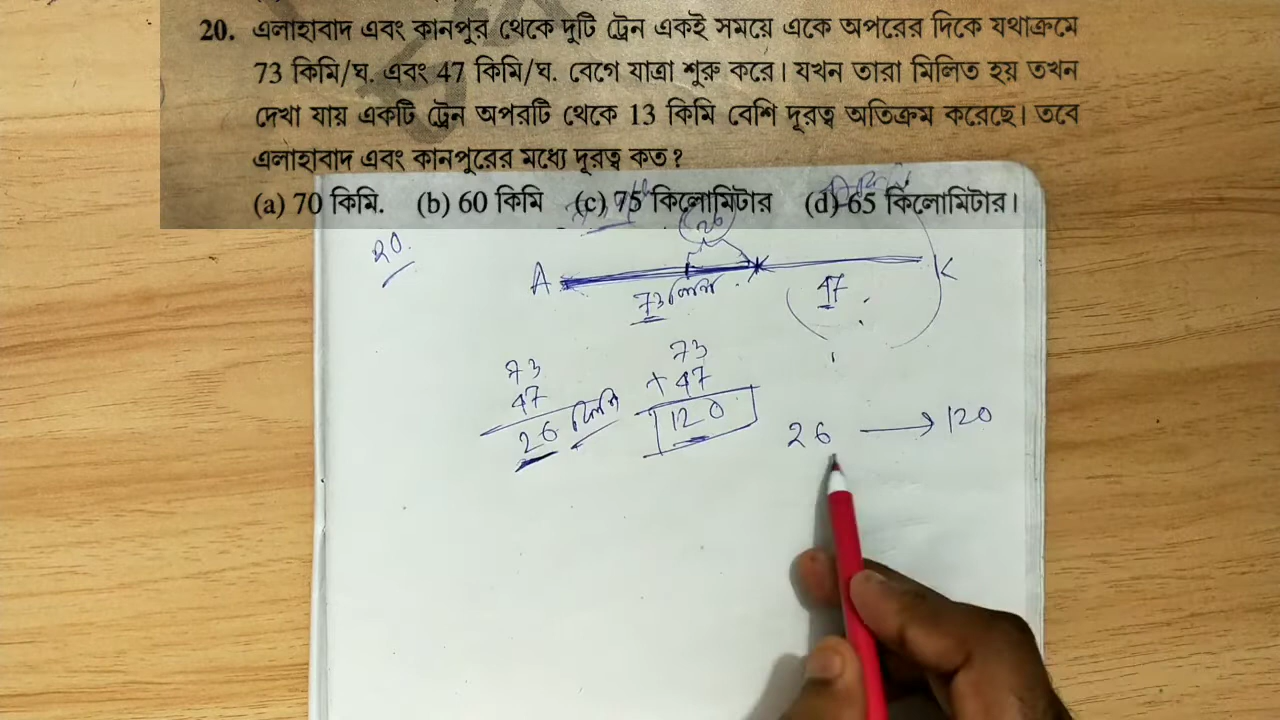 20. এলাহাবাদ এবং কানপুর থেকে দুটি ট্রেন একই সময়ে একে অপরের দিকে যথাক্রমে
73 কিমি/ঘ. এবং 47 কিমি/ঘ. বেগে যাত্রা শুরু করে। যখন তারা মিলিত হয় তখন
দেখা যায় একটি ট্রেন অপরটি থেকে 13 কিমি বেশি দূরত্ব অতিক্রম করেছে। তবে
এলাহাবাদ এবং কানপুরের মধ্যে দূরত্ব কত?
(a) 70 কিমি. (b) 60 কিমি (c) 75 কিলোমিটার (d) 65 কিলোমিটার।
20.
26
A K
73 কিমি 47
73
47
26 কিমি
73
+ 47
120
26 → 120